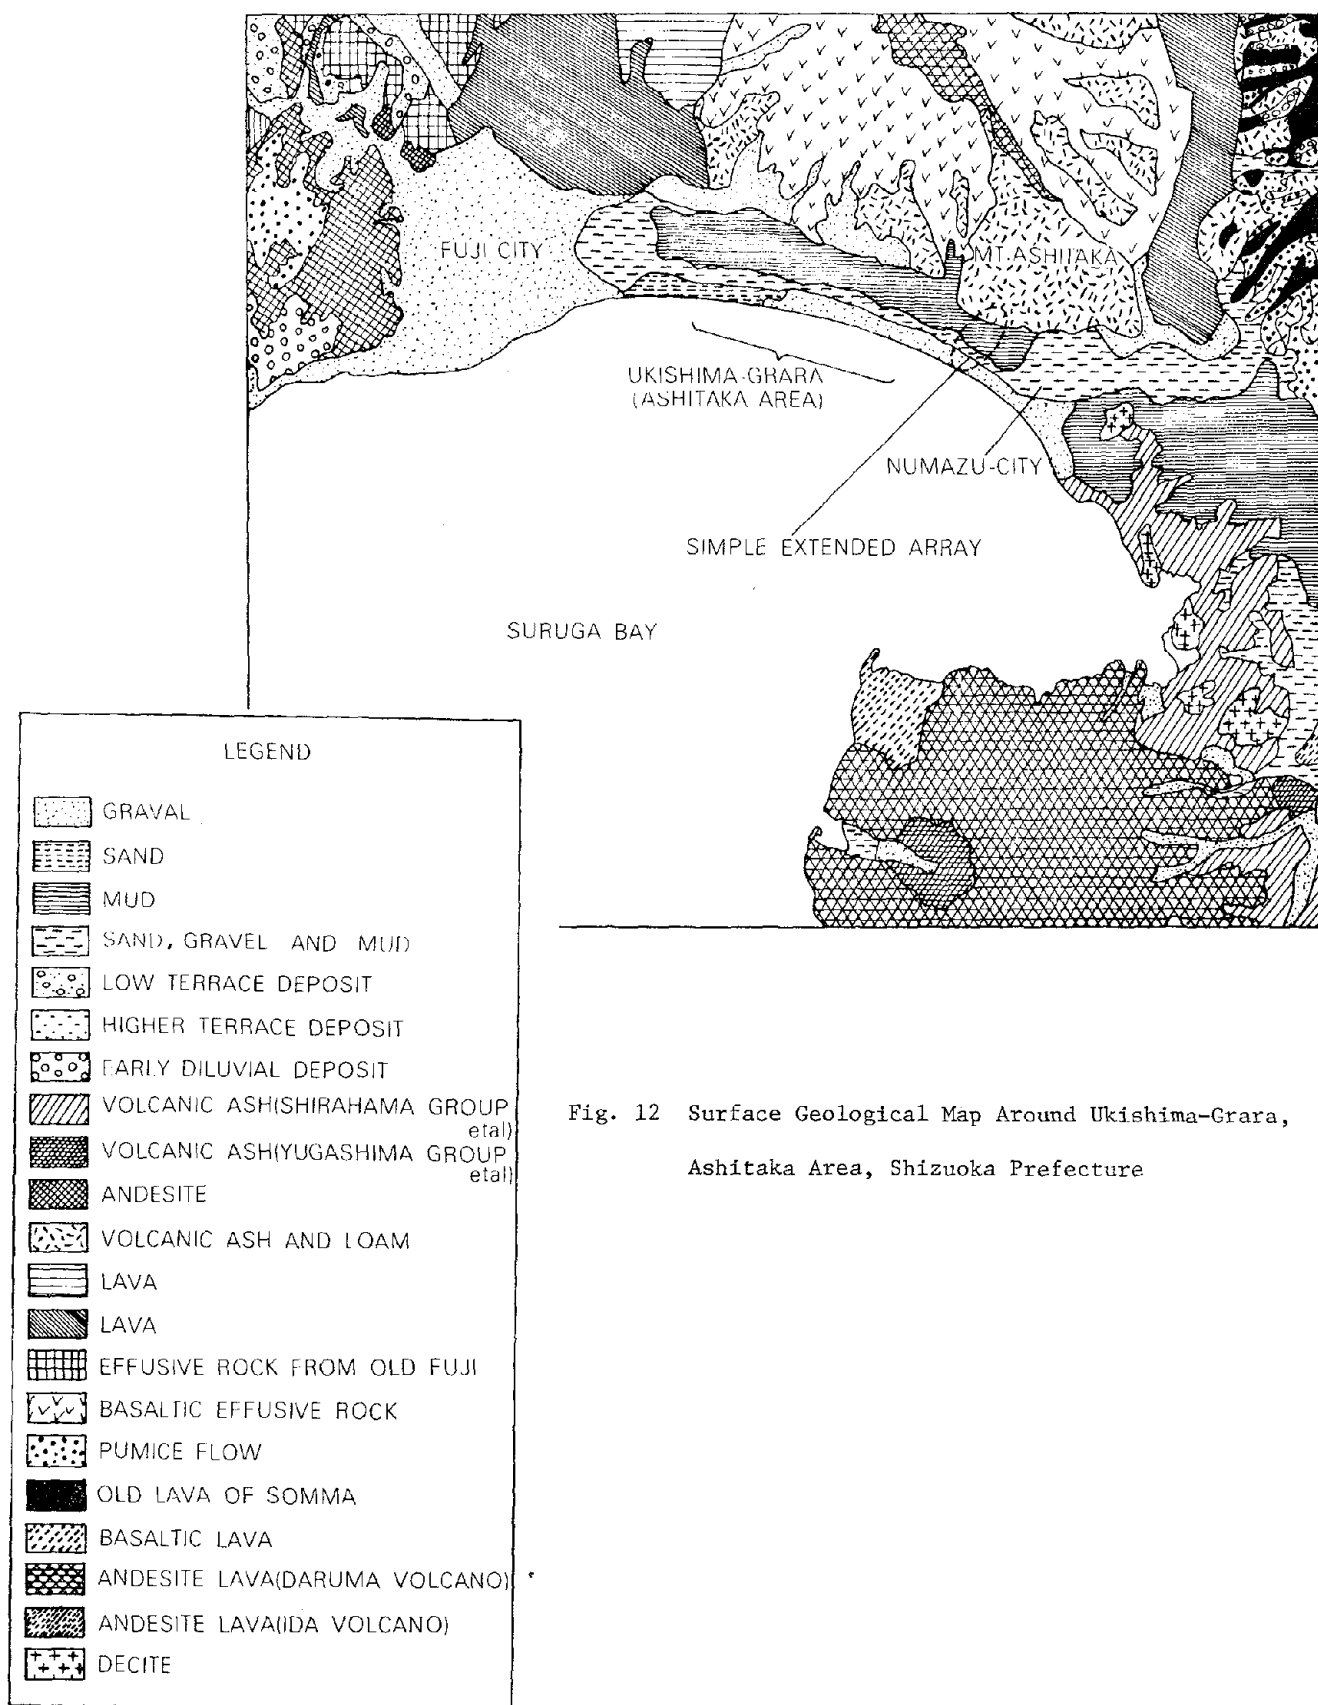 FUJI CITY
MT.ASHITAKA
UKISHIMA-GRARA
(ASHITAKA AREA)
NUMAZU-CITY
SIMPLE EXTENDED ARRAY
SURUGA BAY
LEGEND
GRAVAL
SAND
MUD
SAND, GRAVEL AND MUD
LOW TERRACE DEPOSIT
HIGHER TERRACE DEPOSIT
EARLY DILUVIAL DEPOSIT
VOLCANIC ASH(SHIRAHAMA GROUP
etal)
VOLCANIC ASH(YUGASHIMA GROUP
etal)
ANDESITE
VOLCANIC ASH AND LOAM
LAVA
LAVA
EFFUSIVE ROCK FROM OLD FUJI
BASALTIC EFFUSIVE ROCK
PUMICE FLOW
OLD LAVA OF SOMMA
BASALTIC LAVA
ANDESITE LAVA(DARUMA VOLCANO)
ANDESITE LAVA(IDA VOLCANO)
DECITE
Fig. 12 Surface Geological Map Around Ukishima-Grara,
Ashitaka Area, Shizuoka Prefecture